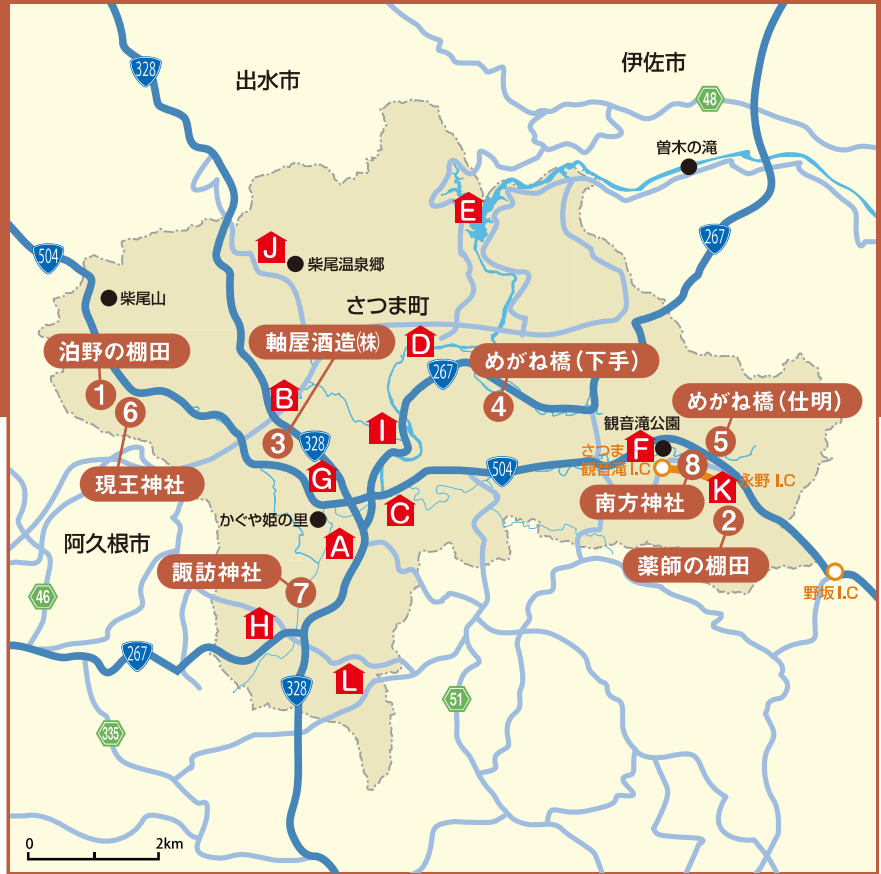 328
出水市
伊佐市
48
曽木の滝
E
267
504
J
柴尾温泉郷
柴尾山
さつま町
泊野の棚田
軸屋酒造㈱
D
めがね橋(下手)
267
1
6
B
4
めがね橋(仕明)
3
328
I
観音滝公園
5
F
さつま
観音滝I.C
8
現王神社
G
504
K
永野I.C
南方神社
C
かぐや姫の里
2
阿久根市
A
薬師の棚田
諏訪神社
7
野坂I.C
46
H
267
L
328
51
335
0
2km